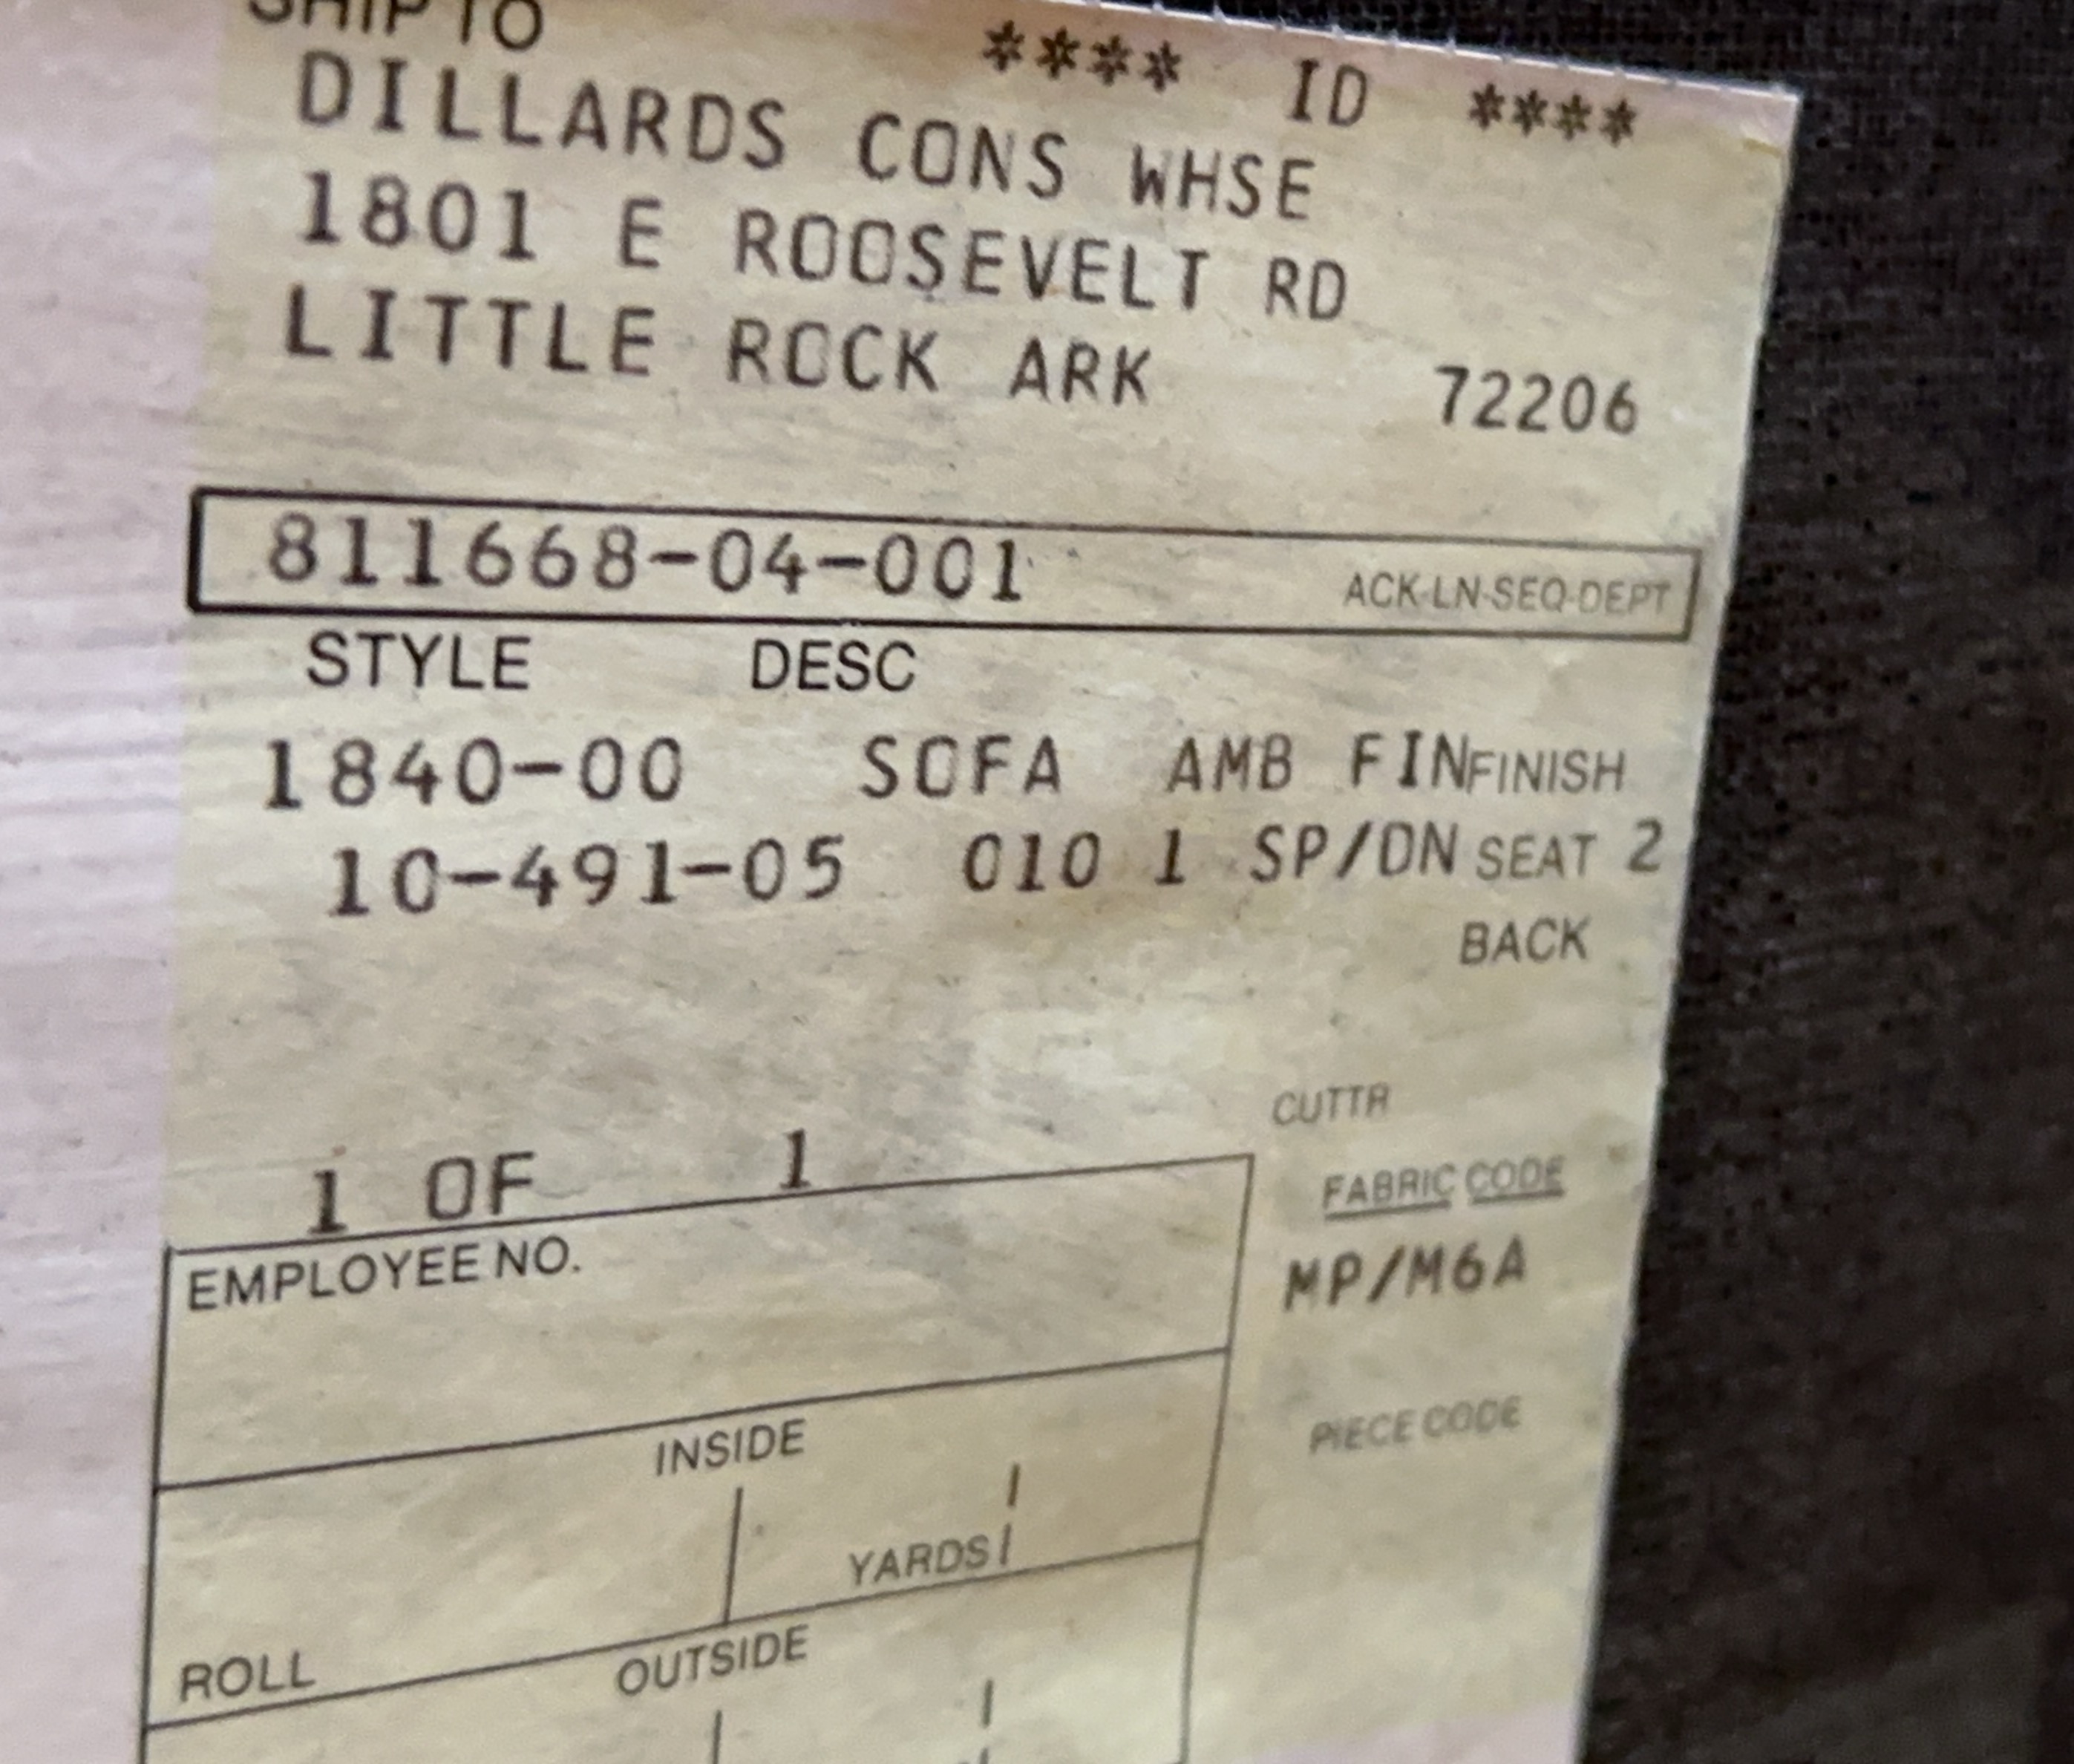 SHIP TO
**** ID ****
DILLARDS CONS WHSE
1801 E ROOSEVELT RD
LITTLE ROCK ARK 72206
811668-04-001 ACK-LN-SEQ-DEPT
STYLE DESC
1840-00 SOFA AMB FIN FINISH
10-491-05 010 1 SP/DN SEAT 2
BACK
CUTTR
1 OF 1
FABRIC CODE
EMPLOYEE NO.
MP/M6A
PIECE CODE
INSIDE
YARDS
ROLL
OUTSIDE